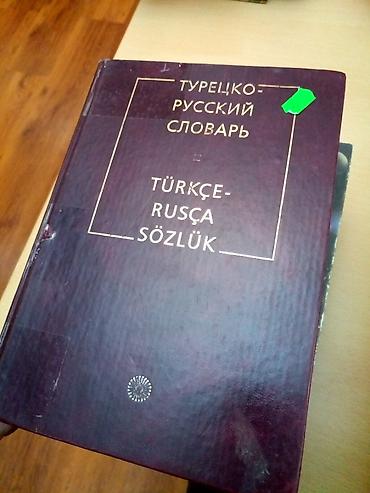 ТУРЕЦКО-
РУССКИЙ
СЛОВАРЬ
TÜRKÇE-
RUSÇA
SÖZLÜK